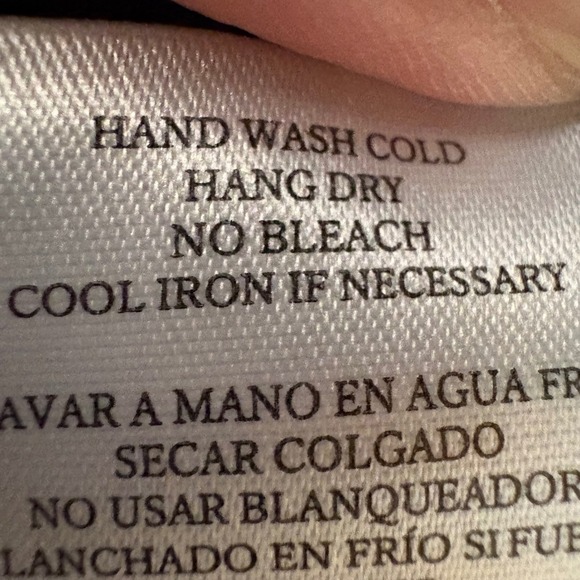 HAND WASH COLD
HANG DRY
NO BLEACH
COOL IRON IF NECESSARY
AVAR A MANO EN AGUA FR
SECAR COLGADO
NO USAR BLANQUEADOR
LANCHADO EN FRÍO SI FUE